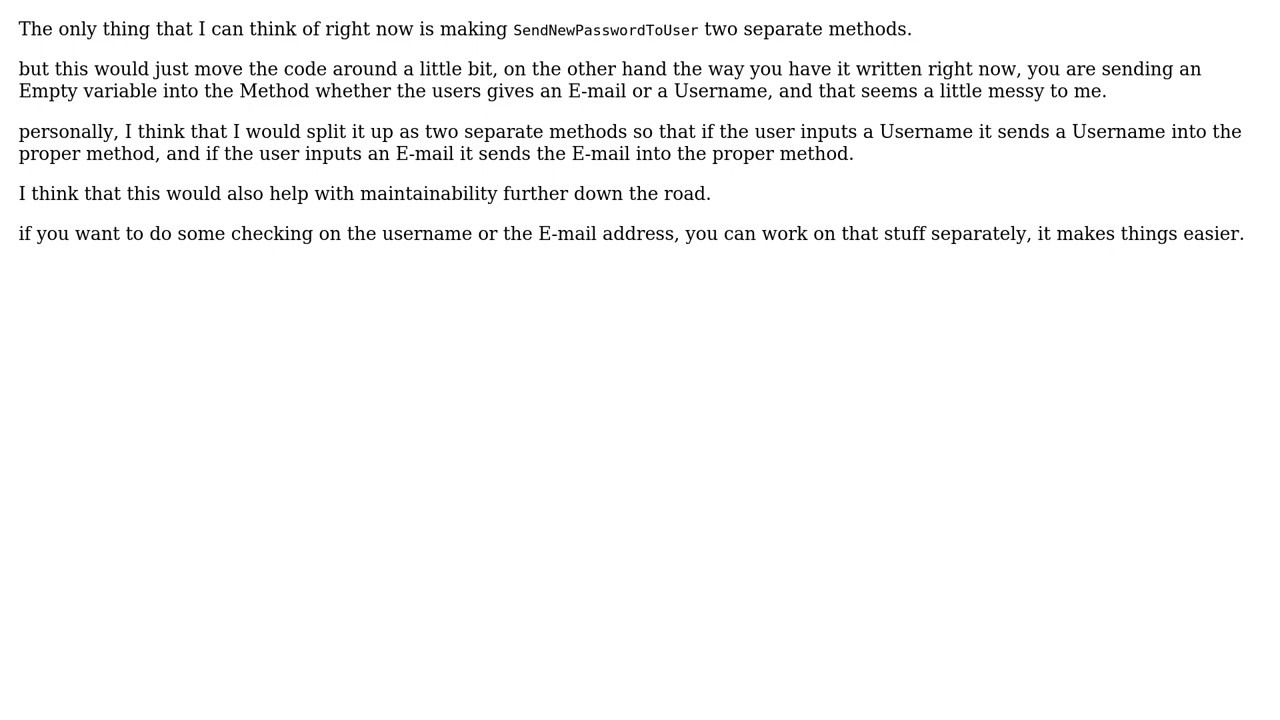 The only thing that I can think of right now is making SendNewPasswordToUser two separate methods.
but this would just move the code around a little bit, on the other hand the way you have it written right now, you are sending an
Empty variable into the Method whether the users gives an E-mail or a Username, and that seems a little messy to me.
personally, I think that I would split it up as two separate methods so that if the user inputs a Username it sends a Username into the
proper method, and if the user inputs an E-mail it sends the E-mail into the proper method.
I think that this would also help with maintainability further down the road.
if you want to do some checking on the username or the E-mail address, you can work on that stuff separately, it makes things easier.